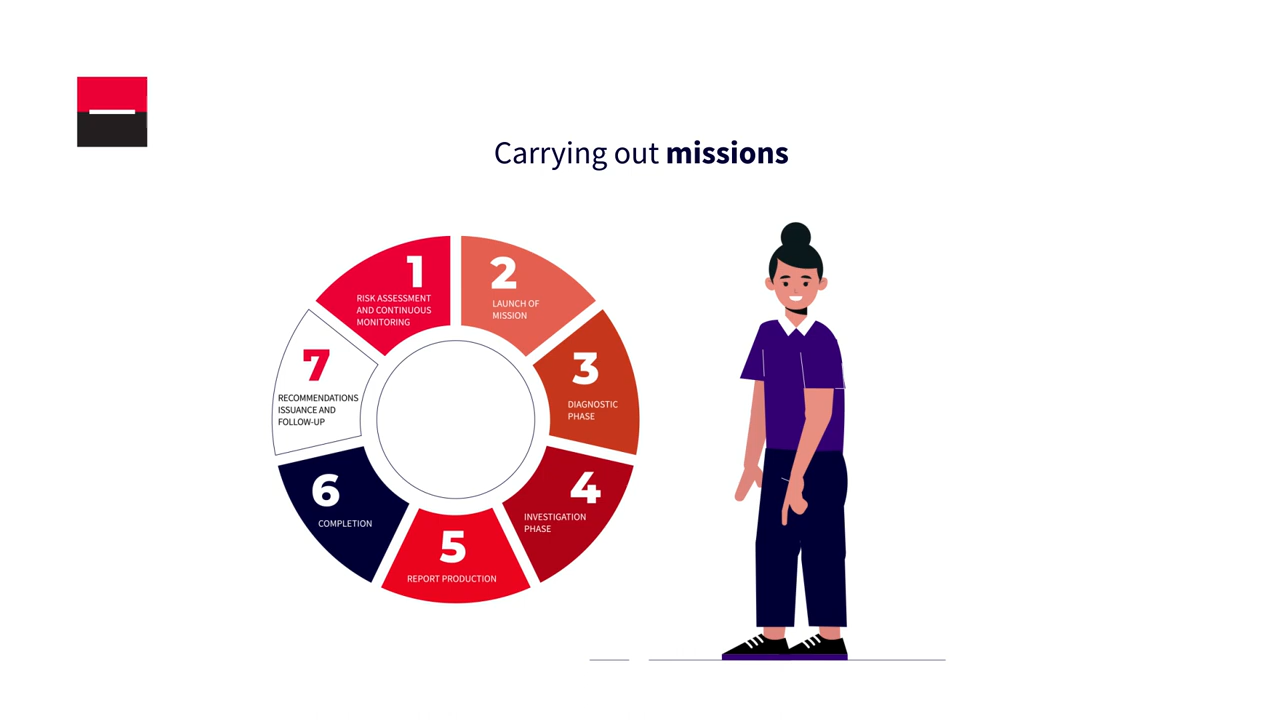 Carrying out missions
1
RISK ASSESSMENT
AND CONTINUOUS
MONITORING
2
LAUNCH OF
MISSION
3
DIAGNOSTIC
PHASE
4
INVESTIGATION
PHASE
5
REPORT PRODUCTION
6
COMPLETION
7
RECOMMENDATIONS
ISSUANCE AND
FOLLOW-UP